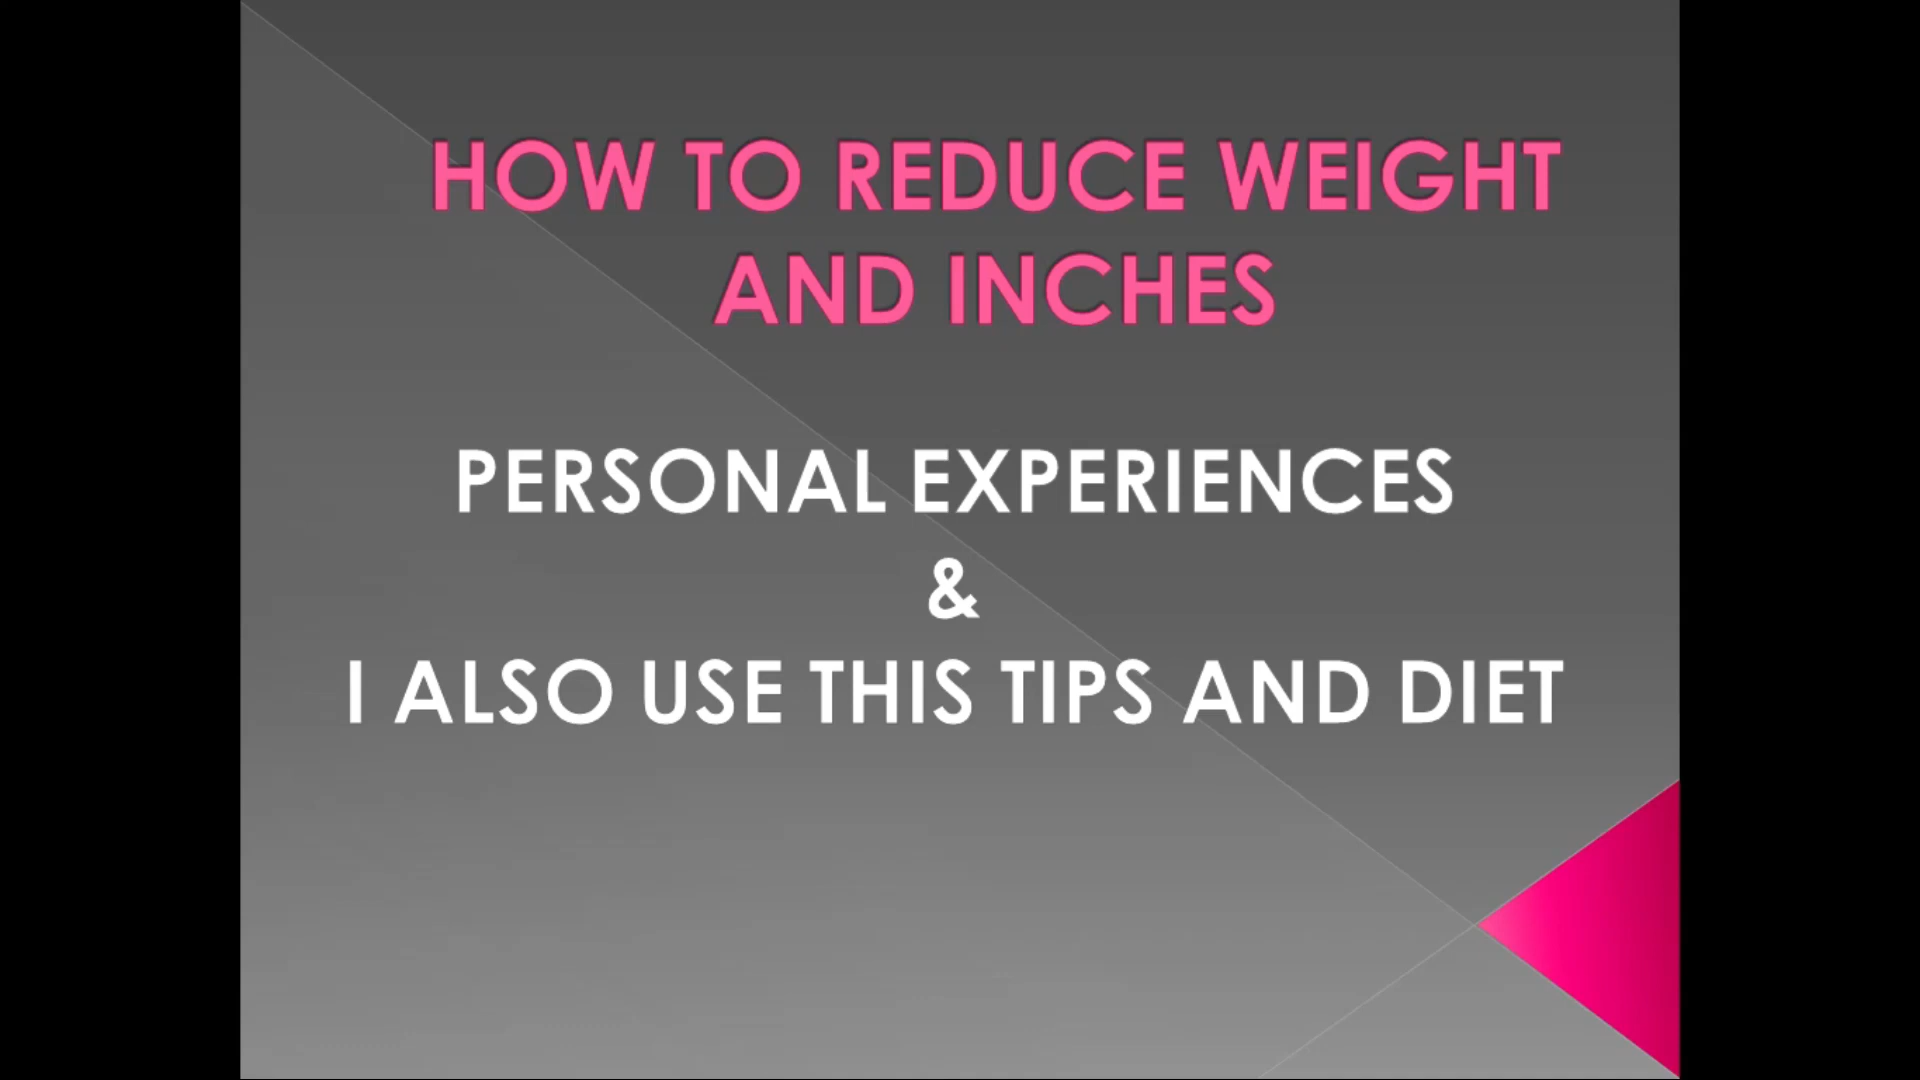 HOW TO REDUCE WEIGHT
AND INCHES
PERSONAL EXPERIENCES
&
I ALSO USE THIS TIPS AND DIET